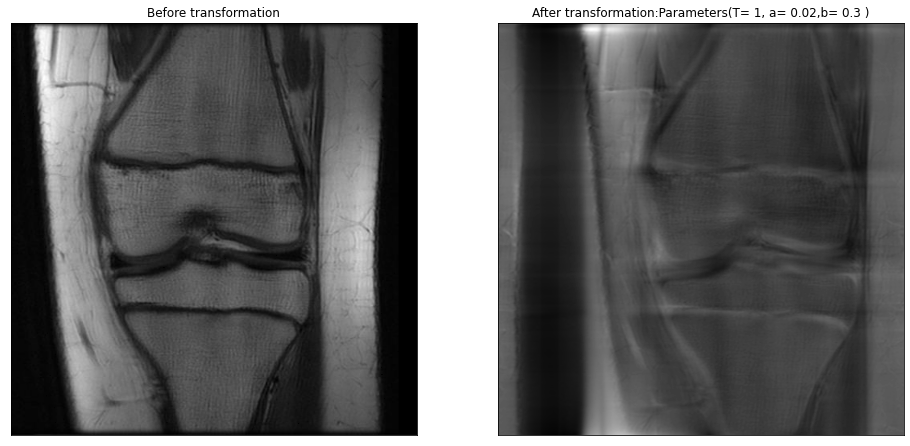 Before transformation
After transformation:Parameters(T= 1, a= 0.02,b= 0.3 )